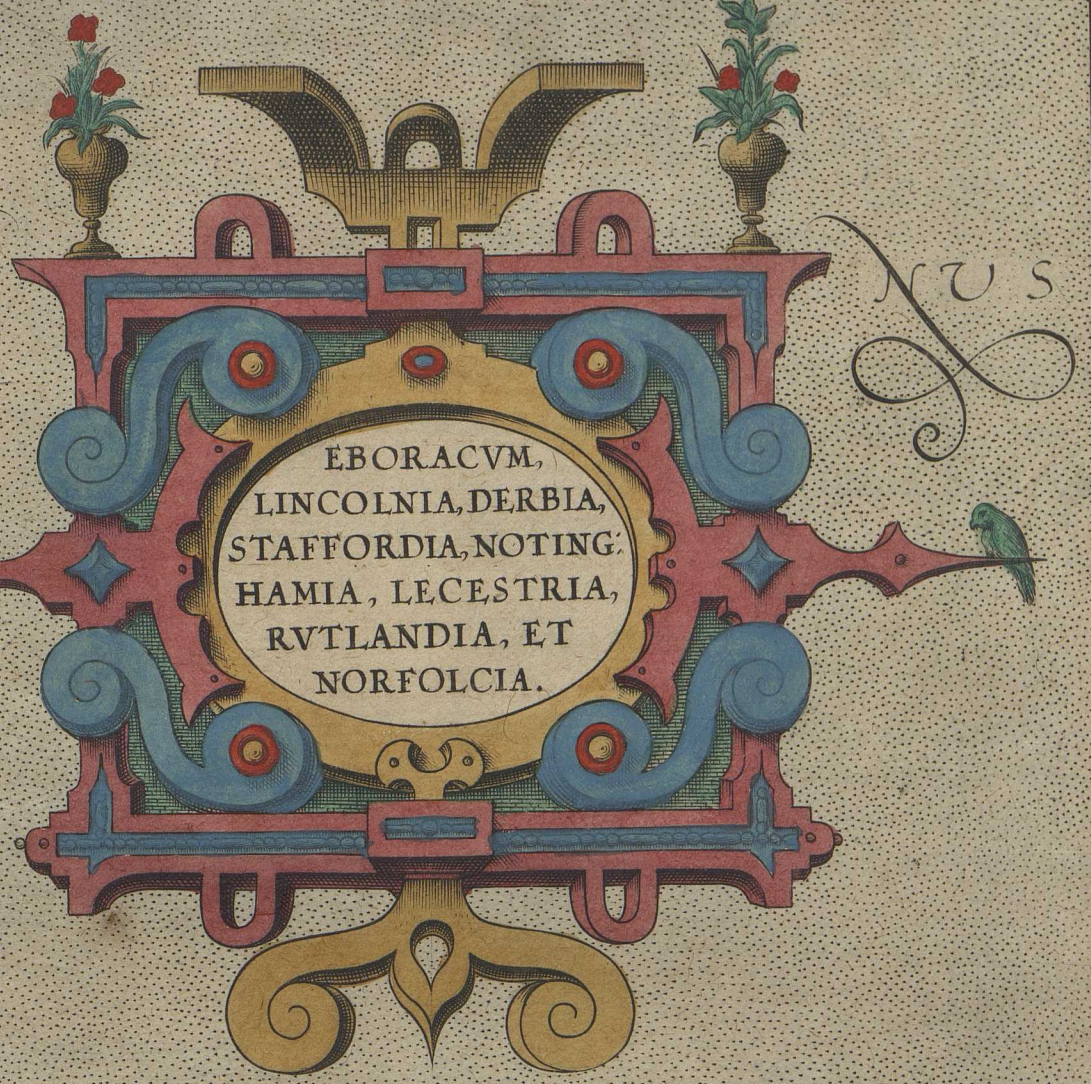 EBORACVM,
LINCOLNIA, DERBIA,
STAFFORDIA, NOTING:
HAMIA, LECESTRIA,
RVTLANDIA, ET
NORFOLCIA.
NUS